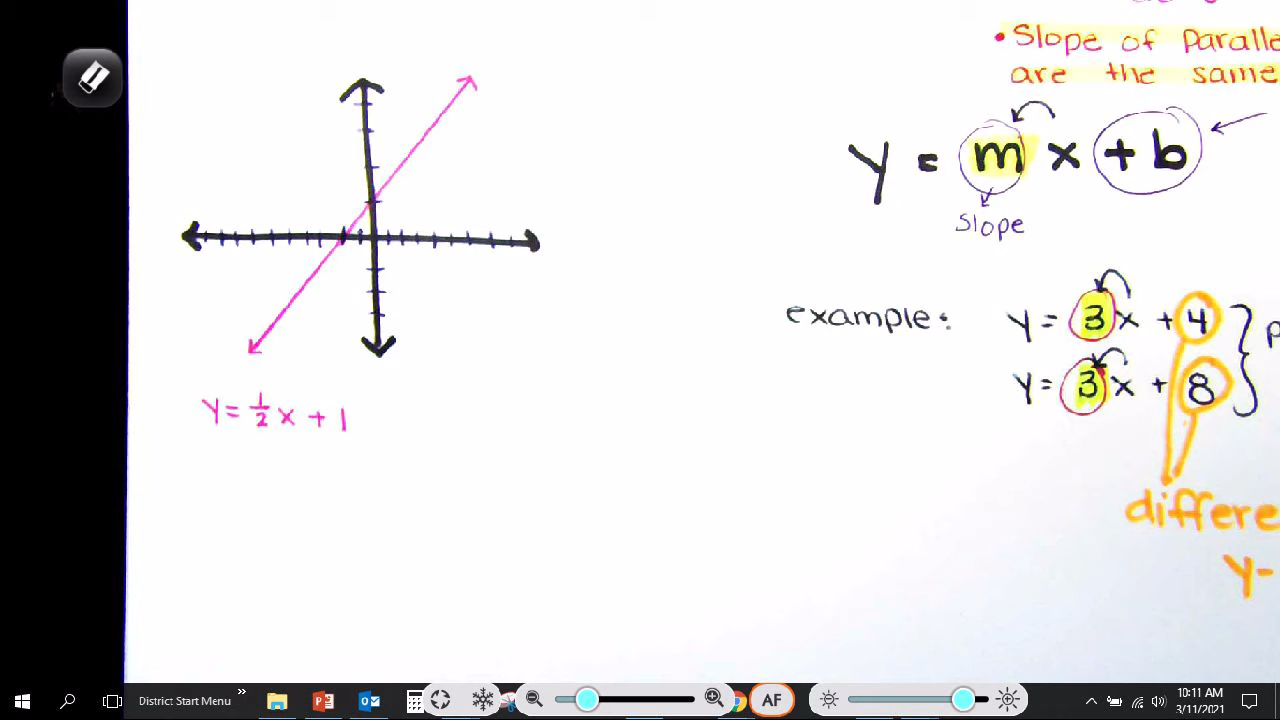 • Slope of Paralle
are the same
y = m x + b
Slope
example:
y = 3x + 4
y = 3x + 8
differe
y-
y = 1/2 x + 1
District Start Menu
»
AF
10:11 AM
3/11/2021